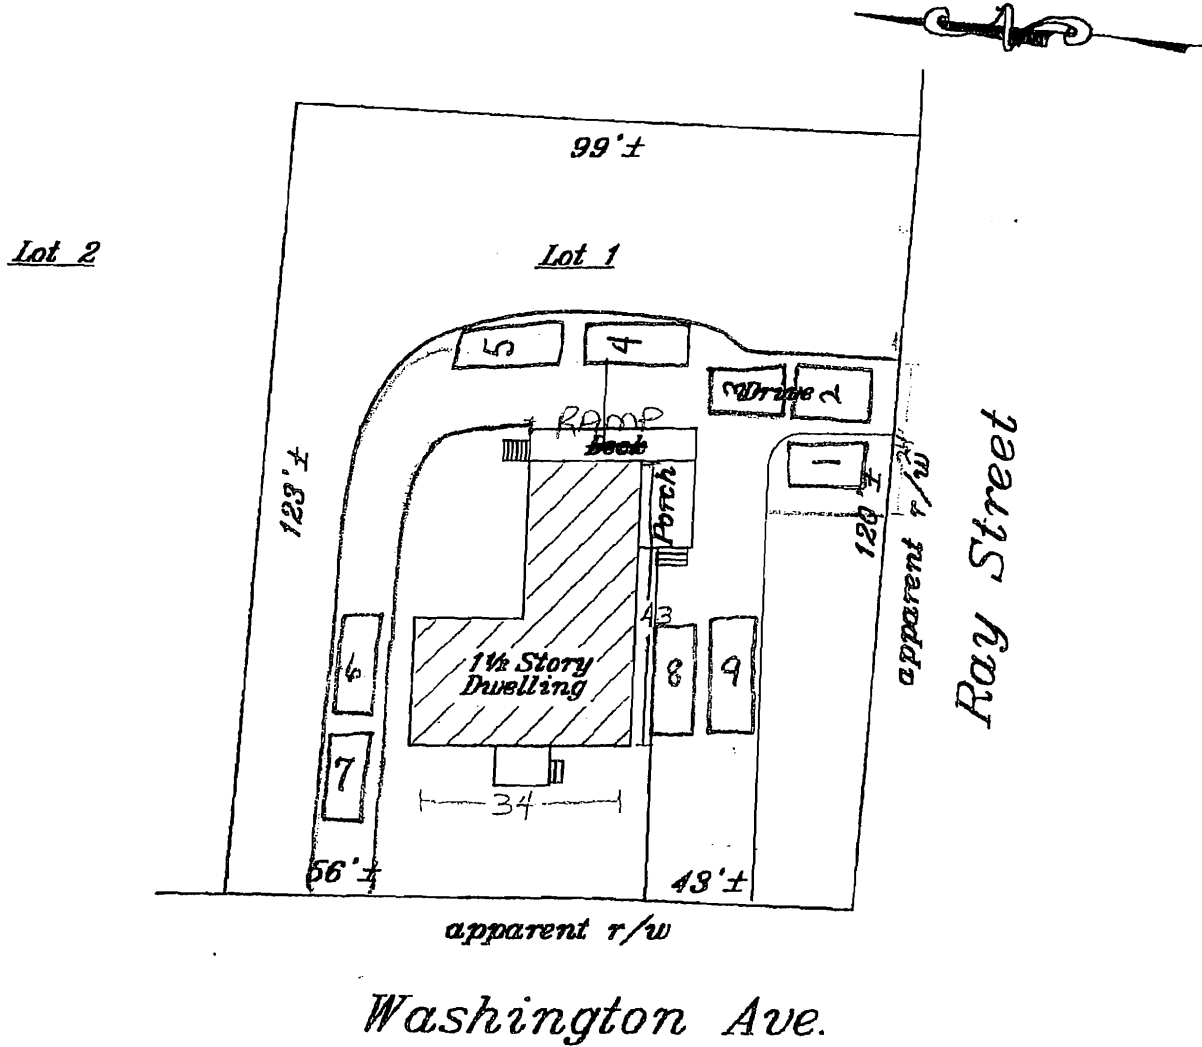 99'±
Lot 2
Lot 1
5
4
3
Drive
2
RAMP
Deck
1
Porch
123'±
120'±
apparent r/w
Ray Street
43
6
1½ Story
Dwelling
8
9
7
34
56'±
43'±
apparent r/w
Washington Ave.